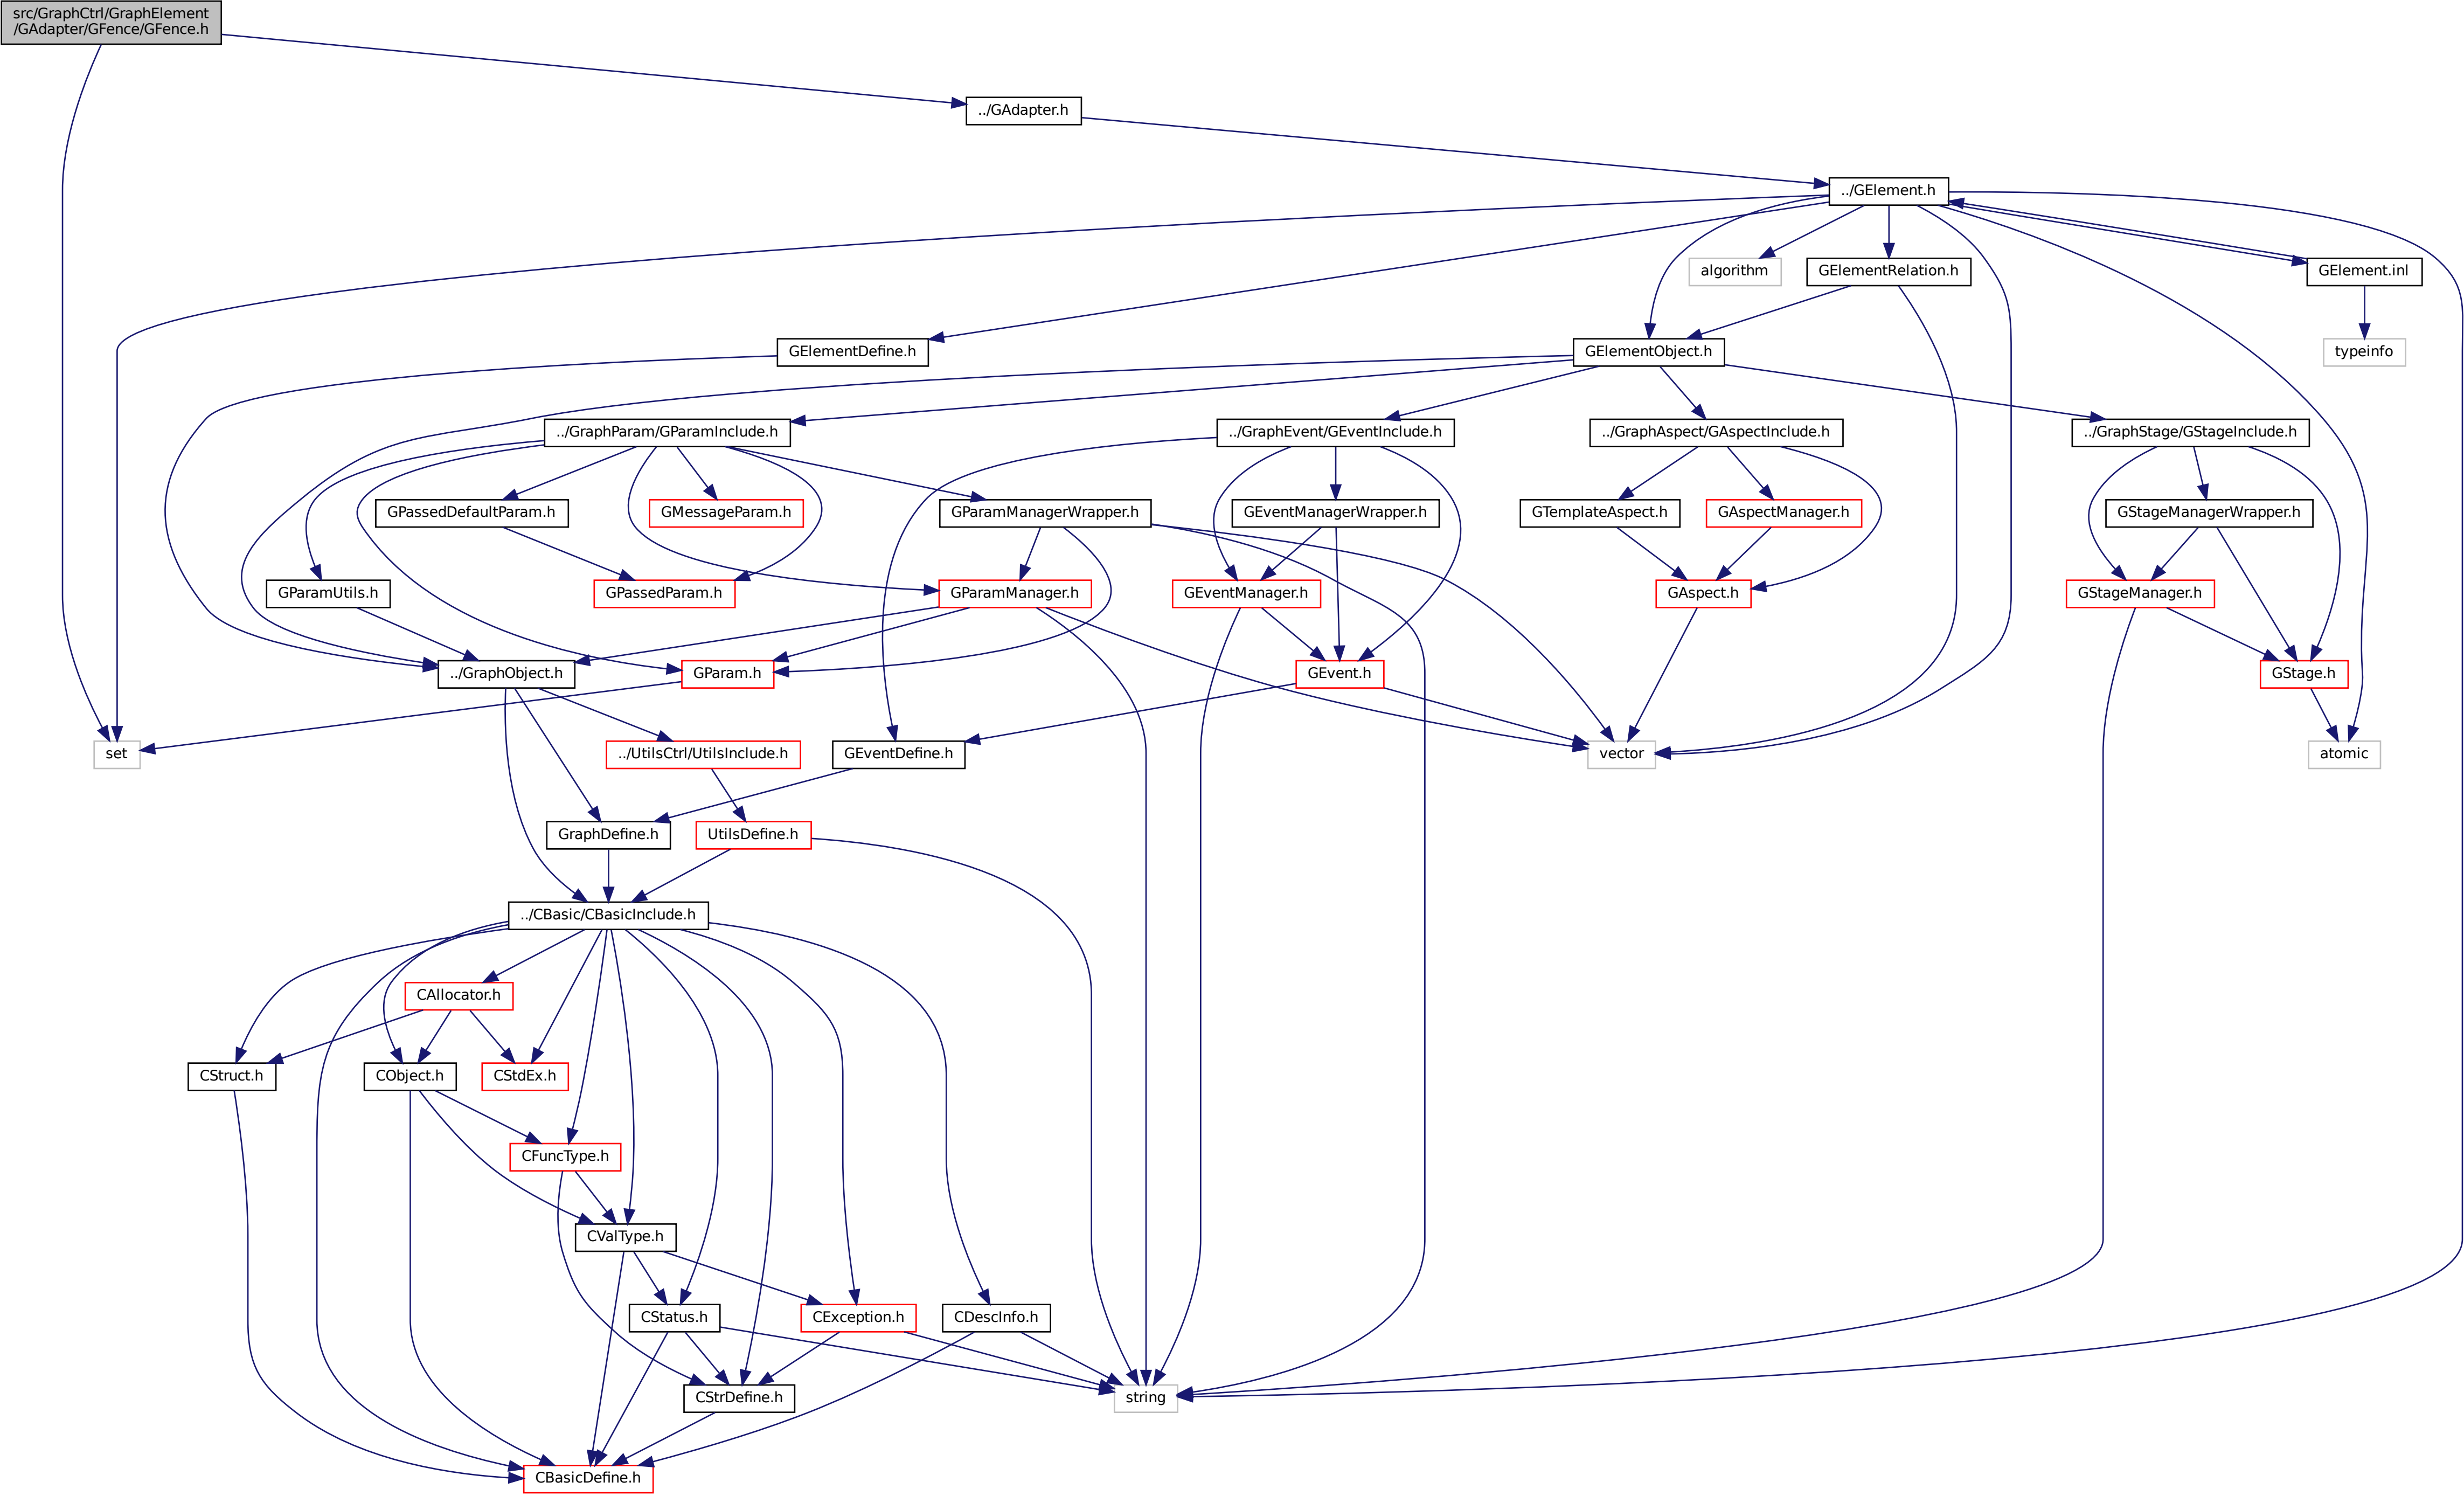 src/GraphCtrl/GraphElement
/GAdapter/GFence/GFence.h
../GAdapter.h
../GElement.h
algorithm
GElementRelation.h
GElement.inl
GElementDefine.h
GElementObject.h
typeinfo
../GraphParam/GParamInclude.h
../GraphEvent/GEventInclude.h
../GraphAspect/GAspectInclude.h
../GraphStage/GStageInclude.h
GPassedDefaultParam.h
GMessageParam.h
GParamManagerWrapper.h
GEventManagerWrapper.h
GTemplateAspect.h
GAspectManager.h
GStageManagerWrapper.h
GParamUtils.h
GPassedParam.h
GParamManager.h
GEventManager.h
GAspect.h
GStageManager.h
../GraphObject.h
GParam.h
GEvent.h
GStage.h
set
../UtilsCtrl/UtilsInclude.h
GEventDefine.h
vector
atomic
GraphDefine.h
UtilsDefine.h
../CBasic/CBasicInclude.h
CAllocator.h
CStruct.h
CObject.h
CStdEx.h
CFuncType.h
CValType.h
CStatus.h
CException.h
CDescInfo.h
CStrDefine.h
string
CBasicDefine.h